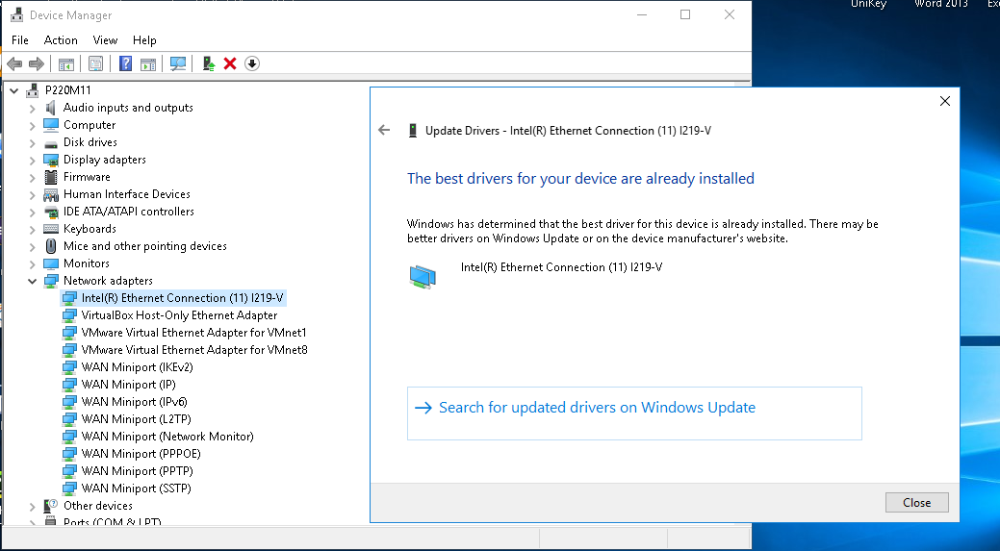 Device Manager
UniKey
Word 2013
File Action View Help
P220M11
Audio inputs and outputs
Computer
Disk drives
Display adapters
Firmware
Human Interface Devices
IDE ATA/ATAPI controllers
Keyboards
Mice and other pointing devices
Monitors
Network adapters
Intel(R) Ethernet Connection (11) I219-V
VirtualBox Host-Only Ethernet Adapter
VMware Virtual Ethernet Adapter for VMnet1
VMware Virtual Ethernet Adapter for VMnet8
WAN Miniport (IKEv2)
WAN Miniport (IP)
WAN Miniport (IPv6)
WAN Miniport (L2TP)
WAN Miniport (Network Monitor)
WAN Miniport (PPPOE)
WAN Miniport (PPTP)
WAN Miniport (SSTP)
Other devices
Ports (COM & LPT)
Update Drivers - Intel(R) Ethernet Connection (11) I219-V
The best drivers for your device are already installed
Windows has determined that the best driver for this device is already installed. There may be
better drivers on Windows Update or on the device manufacturer's website.
Intel(R) Ethernet Connection (11) I219-V
Search for updated drivers on Windows Update
Close